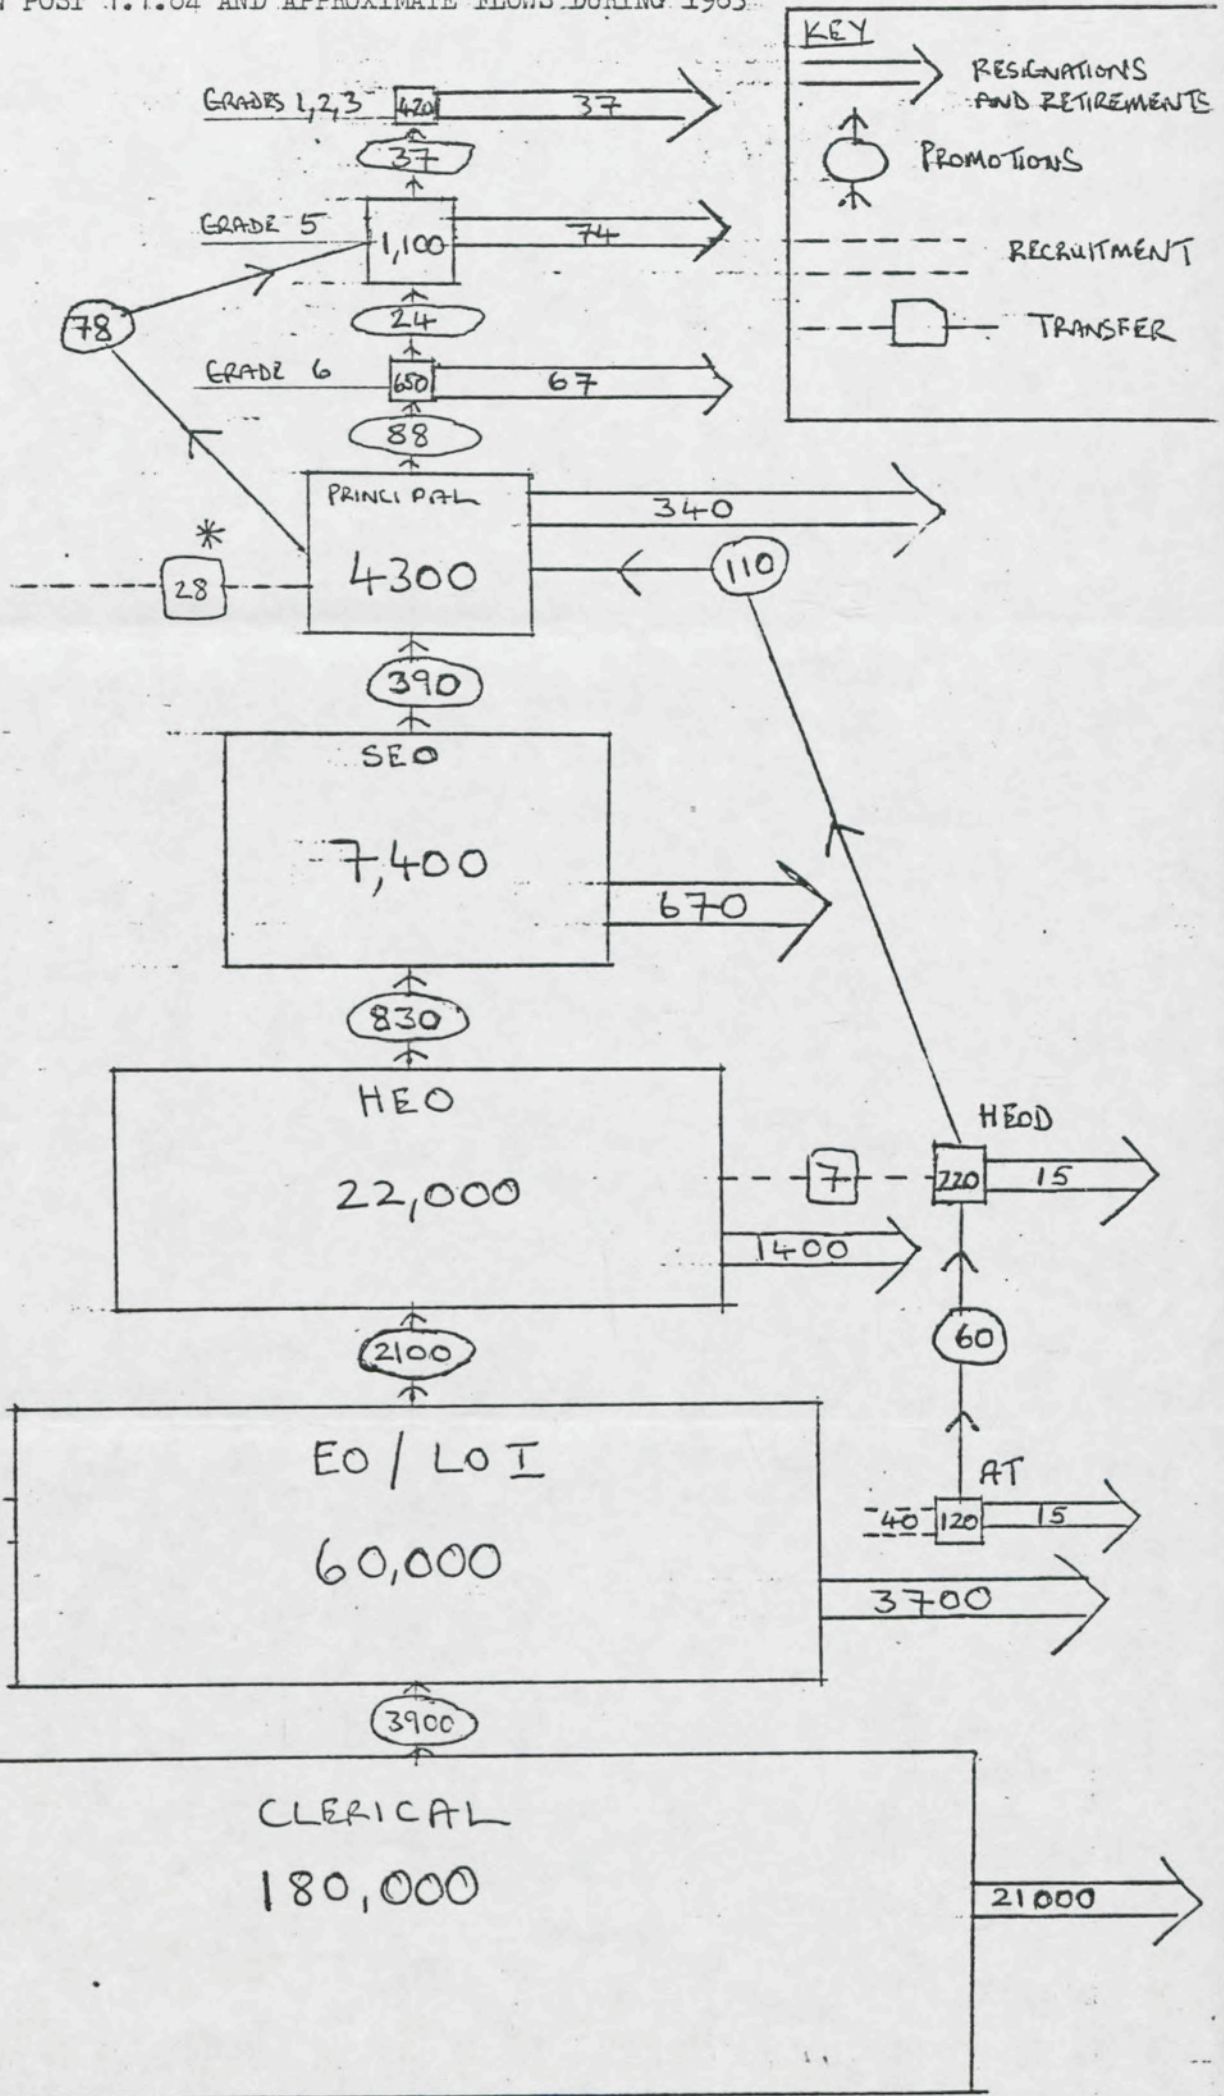 POST 1.1.84 AND APPROXIMATE FLOWS DURING 1983
KEY
RESIGNATIONS
AND RETIREMENTS
PROMOTIONS
RECRUITMENT
TRANSFER
GRADES 1,2,3 420 37
37
GRADE 5 1,100 74
78
24
GRADE 6 650 67
88
PRINCIPAL
340
*
28
4300
110
390
SEO
7,400
670
830
HEO
HEOD
22,000
7
220
15
1400
2100
60
EO / LO I
AT
40 120 15
60,000
3700
3900
CLERICAL
180,000
21000